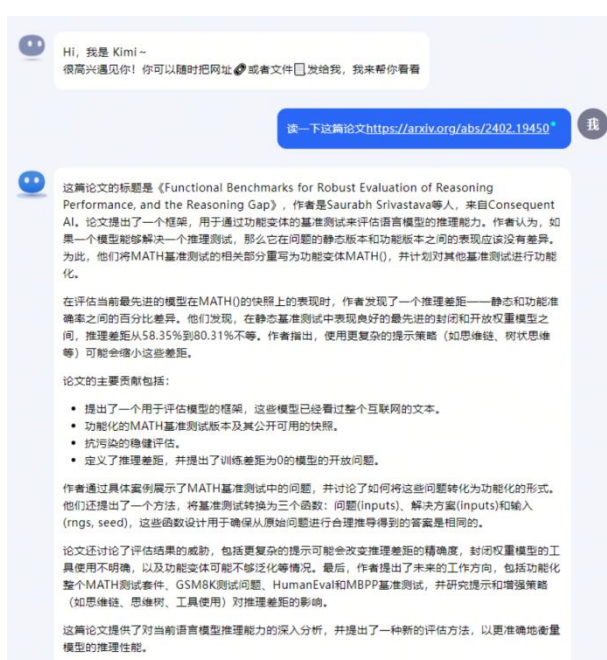 Hi，我是 Kimi～
很高兴遇见你！你可以随时把网址🔗或者文件📃发给我，我来帮你看看
读一下这篇论文https://arxiv.org/abs/2402.19450
我
这篇论文的标题是《Functional Benchmarks for Robust Evaluation of Reasoning
Performance, and the Reasoning Gap》，作者是Saurabh Srivastava等人，来自Consequent
AI。论文提出了一个框架，用于通过功能变体的基准测试来评估语言模型的推理能力。作者认为，如
果一个模型能够解决一个推理测试，那么它在问题的静态版本和功能版本之间的表现应该没有差异。
为此，他们将MATH基准测试的相关部分重写为功能变体MATH()，并计划对其他基准测试进行功能
化。
在评估当前最先进的模型在MATH()的快照上的表现时，作者发现了一个推理差距——静态和功能准
确率之间的百分比差异。他们发现，在静态基准测试中表现良好的最先进的封闭和开放权重模型之
间，推理差距从58.35%到80.31%不等。作者指出，使用更复杂的提示策略（如思维链、树状思维
等）可能会缩小这些差距。
论文的主要贡献包括：
• 提出了一个用于评估模型的框架，这些模型已经看过整个互联网的文本。
• 功能化的MATH基准测试版本及其公开可用的快照。
• 抗污染的稳健评估。
• 定义了推理差距，并提出了训练差距为0的模型的开放问题。
作者通过具体案例展示了MATH基准测试中的问题，并讨论了如何将这些问题转化为功能化的形式。
他们还提出了一个方法，将基准测试转换为三个函数：问题(inputs)、解决方案(inputs)和输入
(rngs, seed)，这些函数设计用于确保从原始问题进行合理推导得到的答案是相同的。
论文还讨论了评估结果的威胁，包括更复杂的提示可能会改变推理差距的精确度，封闭权重模型的工
具使用不明确，以及功能变体可能不够泛化等情况。最后，作者提出了未来的工作方向，包括功能化
整个MATH测试套件、GSM8K测试问题、HumanEval和MBPP基准测试，并研究提示和增强策略
（如思维链、思维树、工具使用）对推理差距的影响。
这篇论文提供了对当前语言模型推理能力的深入分析，并提出了一种新的评估方法，以更准确地衡量
模型的推理性能。